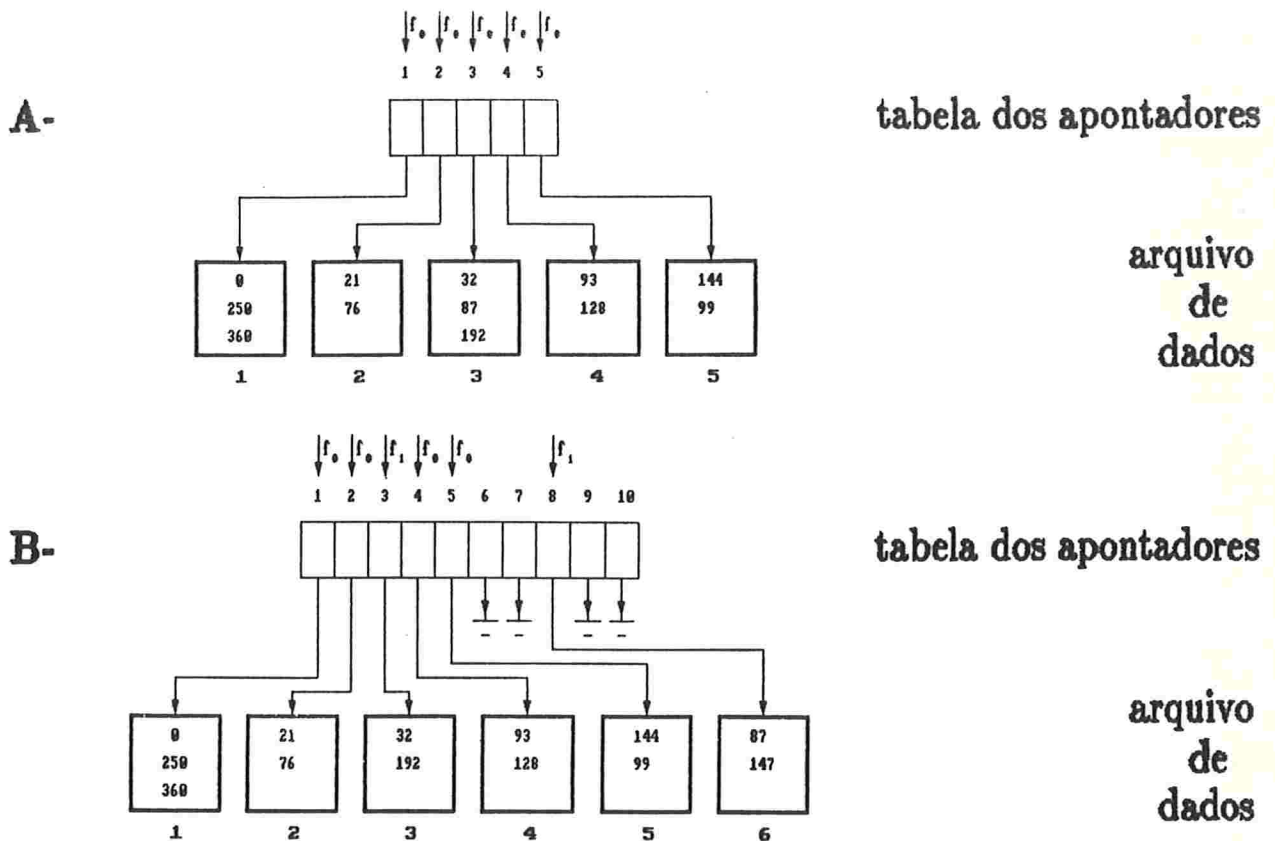 f₀ f₀ f₀ f₀ f₀
1 2 3 4 5
A-
tabela dos apontadores
0 21 32 93 144
250 76 87 128 99
360 192
1 2 3 4 5
arquivo
de
dados
f₀ f₀ f₁ f₀ f₀ f₁
1 2 3 4 5 6 7 8 9 10
B-
tabela dos apontadores
0 21 32 93 144 87
250 76 192 128 99 147
360
1 2 3 4 5 6
arquivo
de
dados